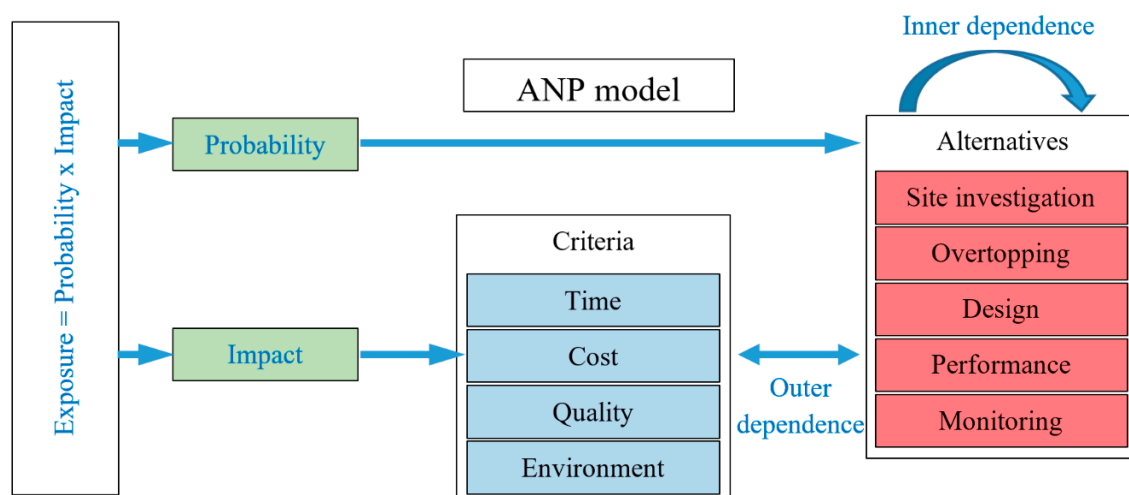 Inner dependence
ANP model
Exposure = Probability x Impact
Probability
Impact
Criteria
Time
Cost
Quality
Environment
Outer
dependence
Alternatives
Site investigation
Overtopping
Design
Performance
Monitoring